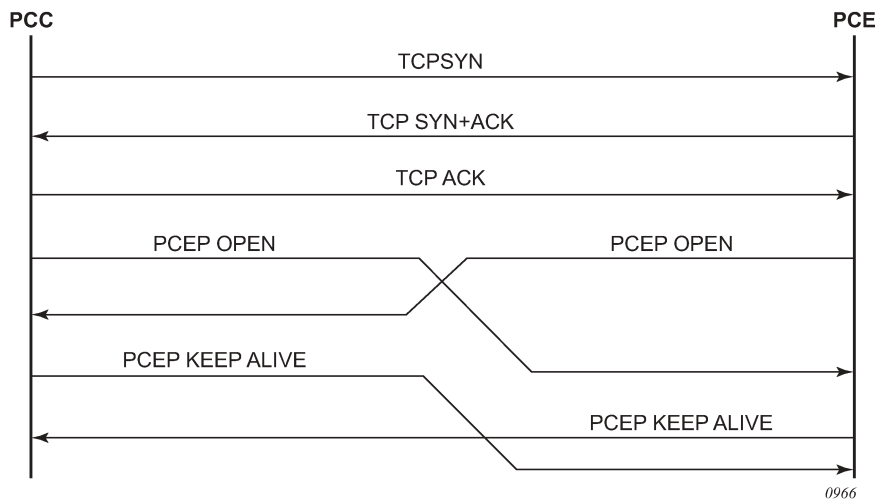 PCC
PCE
TCPSYN
TCP SYN+ACK
TCP ACK
PCEP OPEN
PCEP OPEN
PCEP KEEP ALIVE
PCEP KEEP ALIVE
0966